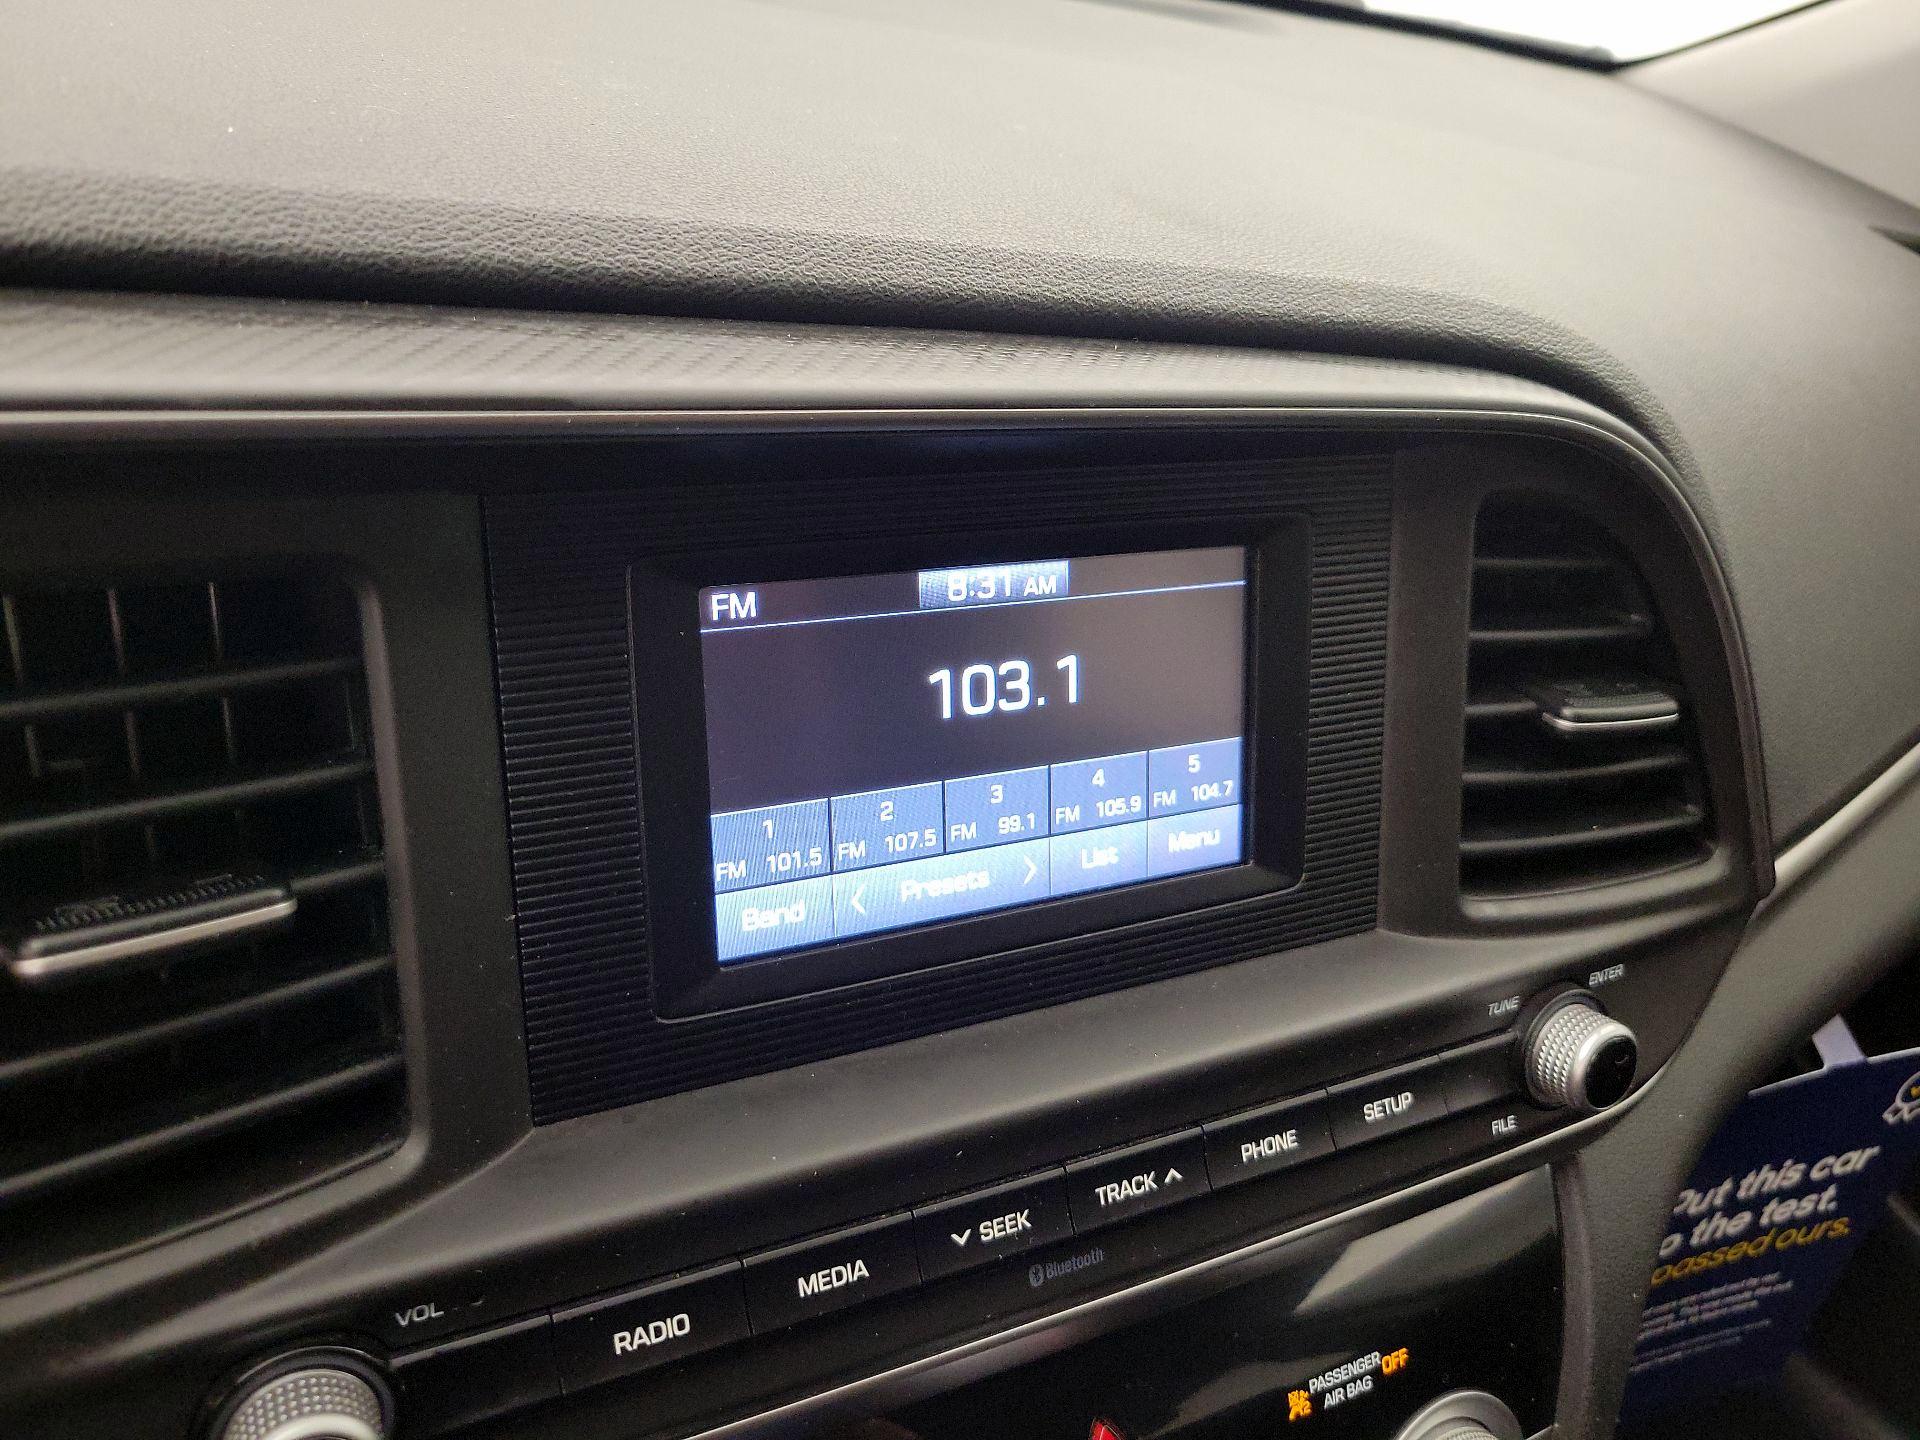 FM
8:31 AM
103.1
1 2 3 4 5
FM 101.5 FM 107.5 FM 99.1 FM 105.9 FM 104.7
Band < Presets > List Menu
ENTER
TUNE
FILE
VOL
RADIO MEDIA ∨ SEEK TRACK ∧ PHONE SETUP
Bluetooth
PASSENGER OFF
AIR BAG
Put this car
to the test.
passed ours.